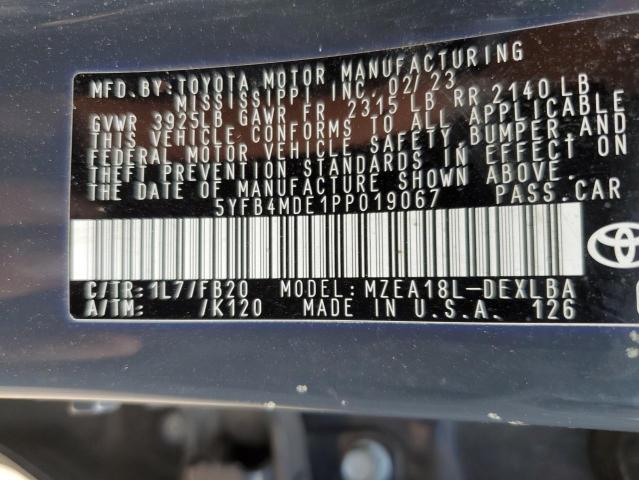 MFD.BY:TOYOTA MOTOR MANUFACTURING
MISSISSIPPI INC. 02/23
GVWR 3925LB GAWR FR 2315 LB RR 2140 LB
THIS VEHICLE CONFORMS TO ALL APPLICABLE
FEDERAL MOTOR VEHICLE SAFETY,BUMPER,AND
THEFT PREVENTION STANDARDS IN EFFECT ON
THE DATE OF MANUFACTURE SHOWN ABOVE.
5YFB4MDE1PP019067 PASS.CAR
C/TR:1L7/FB20 MODEL:MZEA18L-DEXLBA
A/TM: /K120 MADE IN U.S.A. 126